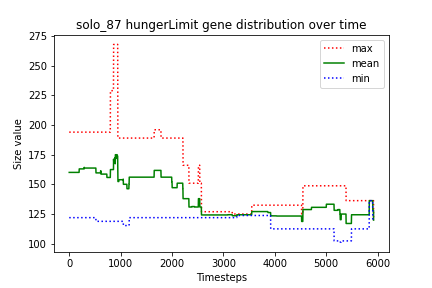 solo_87 hungerLimit gene distribution over time
275
250
225
200
175
150
125
100
Size value
max
mean
min
0 1000 2000 3000 4000 5000 6000
Timesteps